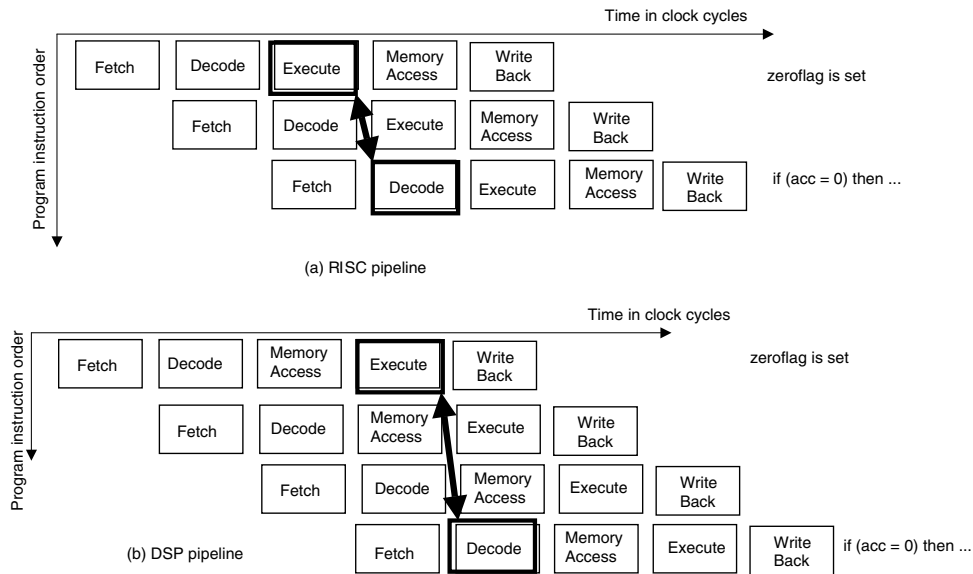 Time in clock cycles
Program instruction order
Fetch
Decode
Execute
Memory
Access
Write
Back
zeroflag is set
Fetch
Decode
Execute
Memory
Access
Write
Back
Fetch
Decode
Execute
Memory
Access
Write
Back
if (acc = 0) then ...
(a) RISC pipeline
Time in clock cycles
Program instruction order
Fetch
Decode
Memory
Access
Execute
Write
Back
zeroflag is set
Fetch
Decode
Memory
Access
Execute
Write
Back
Fetch
Decode
Memory
Access
Execute
Write
Back
(b) DSP pipeline
Fetch
Decode
Memory
Access
Execute
Write
Back
if (acc = 0) then ...